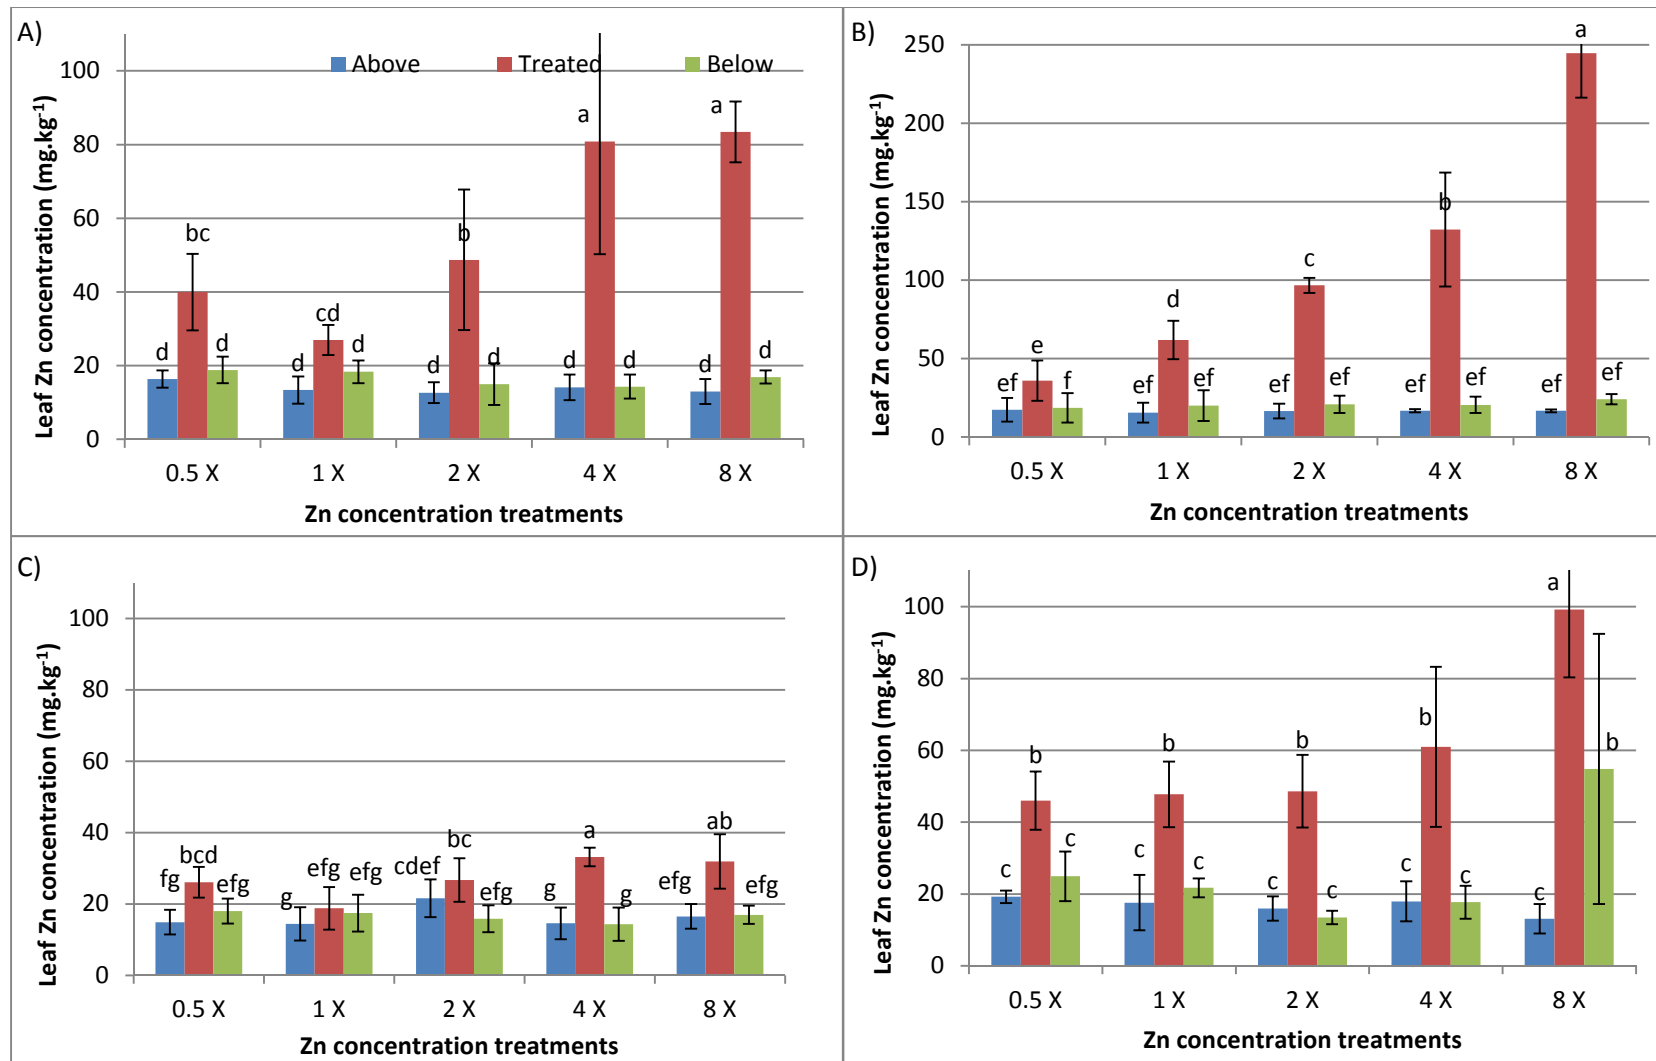 A)
Leaf Zn concentration (mg.kg-1)
100
80
60
40
20
0
Above Treated Below
d bc d
d cd d
d b d
d a d
d a d
0.5 X 1 X 2 X 4 X 8 X
Zn concentration treatments
B)
Leaf Zn concentration (mg.kg-1)
250
200
150
100
50
0
ef e f
ef d ef
ef c ef
ef b ef
ef a ef
0.5 X 1 X 2 X 4 X 8 X
Zn concentration treatments
C)
Leaf Zn concentration (mg.kg-1)
100
80
60
40
20
0
fg bcd efg
g efg efg
cdef bc efg
g a g
efg ab efg
0.5 X 1 X 2 X 4 X 8 X
Zn concentration treatments
D)
Leaf Zn concentration (mg.kg-1)
100
80
60
40
20
0
c b c
c b c
c b c
c b c
c a b
0.5 X 1 X 2 X 4 X 8 X
Zn concentration treatments